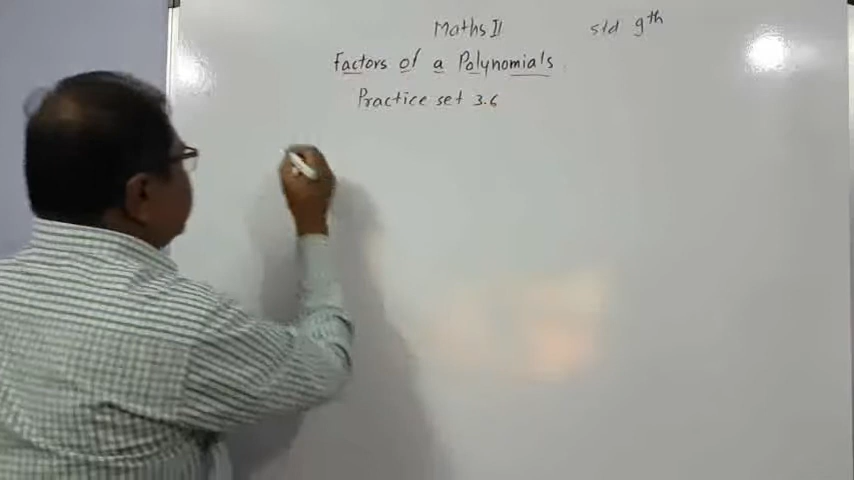 Maths II std 9th
Factors of a Polynomials
Practice set 3.6